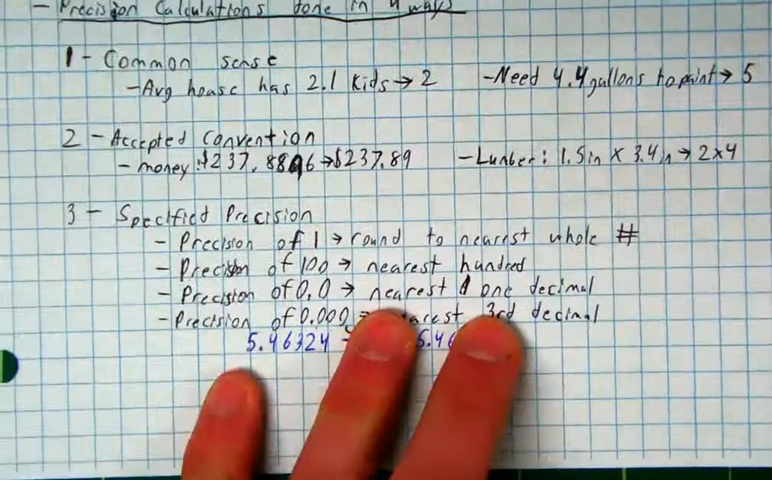 - Precision Calculations done in 4 ways
1 - Common sense
- Avg house has 2.1 Kids → 2 - Need 4.4 gallons to paint → 5
2 - Accepted Convention
- money: $237.8896 → $237.89 - Lumber: 1.5in X 3.4in → 2x4
3 - Specified Precision
- Precision of 1 → round to nearest whole #
- Precision of 100 → nearest hundred
- Precision of 0.0 → nearest one decimal
- Precision of 0.000 → nearest 3rd decimal
5.46324 5.46